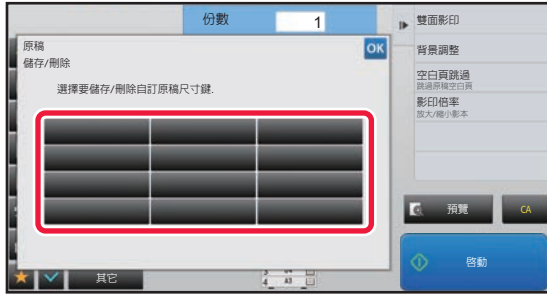 份數 1
原稿
儲存/刪除
OK
選擇要儲存/刪除自訂原稿尺寸鍵.
雙面影印
背景調整
空白頁跳過
跳過原稿空白頁
影印倍率
放大/縮小影本
預覽
CA
啓動
其它
4 A3